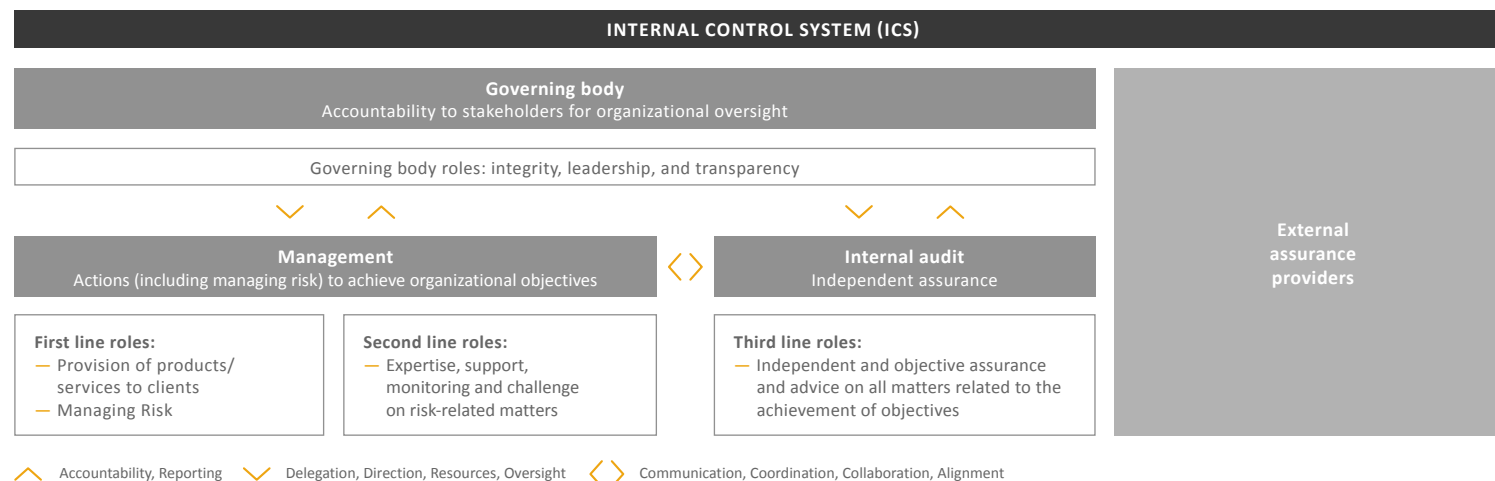 INTERNAL CONTROL SYSTEM (ICS)
Governing body
Accountability to stakeholders for organizational oversight
Governing body roles: integrity, leadership, and transparency
Management
Actions (including managing risk) to achieve organizational objectives
Internal audit
Independent assurance
First line roles:
— Provision of products/
services to clients
— Managing Risk
Second line roles:
— Expertise, support,
monitoring and challenge
on risk-related matters
Third line roles:
— Independent and objective assurance
and advice on all matters related to the
achievement of objectives
External
assurance
providers
Accountability, Reporting
Delegation, Direction, Resources, Oversight
Communication, Coordination, Collaboration, Alignment